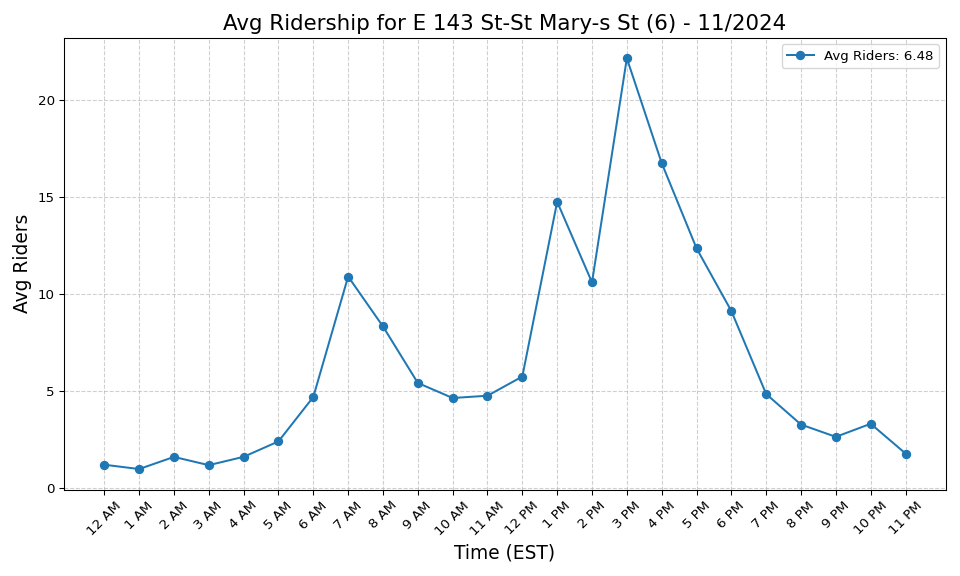 Avg Ridership for E 143 St-St Mary-s St (6) - 11/2024
Avg Riders: 6.48
Avg Riders
20
15
10
5
0
12 AM
1 AM
2 AM
3 AM
4 AM
5 AM
6 AM
7 AM
8 AM
9 AM
10 AM
11 AM
12 PM
1 PM
2 PM
3 PM
4 PM
5 PM
6 PM
7 PM
8 PM
9 PM
10 PM
11 PM
Time (EST)